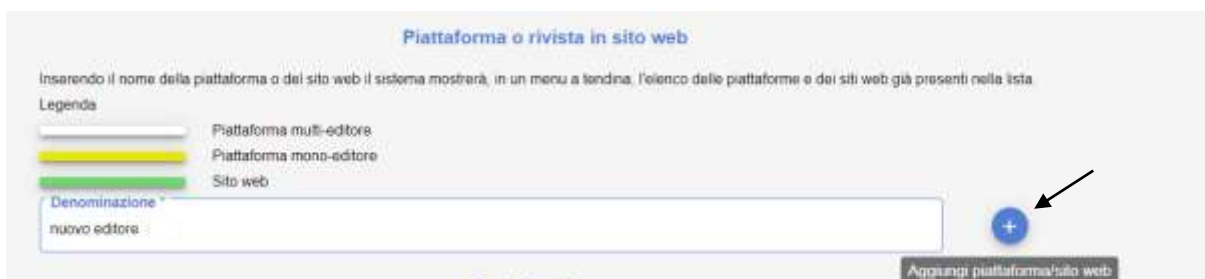 Piattaforma o rivista in sito web
Inserendo il nome della piattaforma o del sito web il sistema mostrerà, in un menu a tendina, l'elenco delle piattaforme e dei siti web già presenti nella lista
Legenda
Piattaforma multi-editore
Piattaforma mono-editore
Sito web
Denominazione *
nuovo editore
Aggiungi piattaforma/sito web